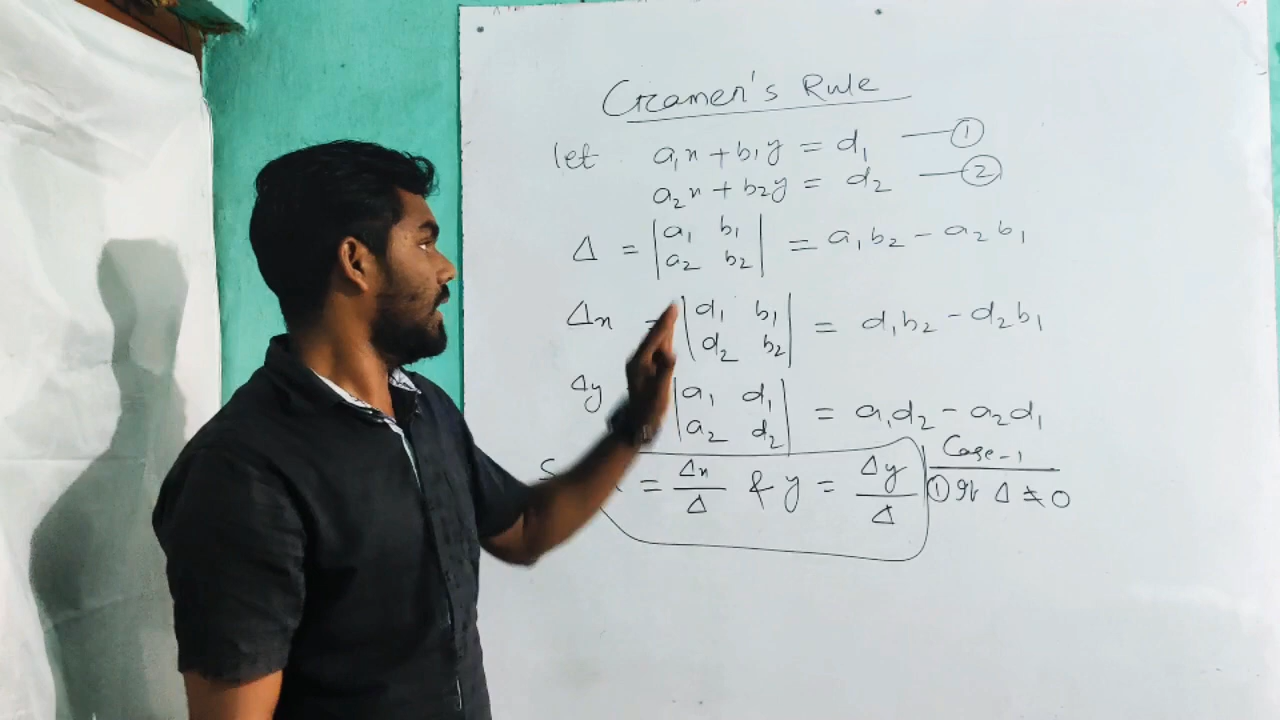 Cramer's Rule
let a₁x + b₁y = d₁ —①
a₂x + b₂y = d₂ —②
Δ = |a₁ b₁| = a₁b₂ - a₂b₁
|a₂ b₂|
Δx = |d₁ b₁| = d₁b₂ - d₂b₁
|d₂ b₂|
Δy |a₁ d₁| = a₁d₂ - a₂d₁
|a₂ d₂|
= Δx/Δ & y = Δy/Δ
Case-1
① If Δ ≠ 0